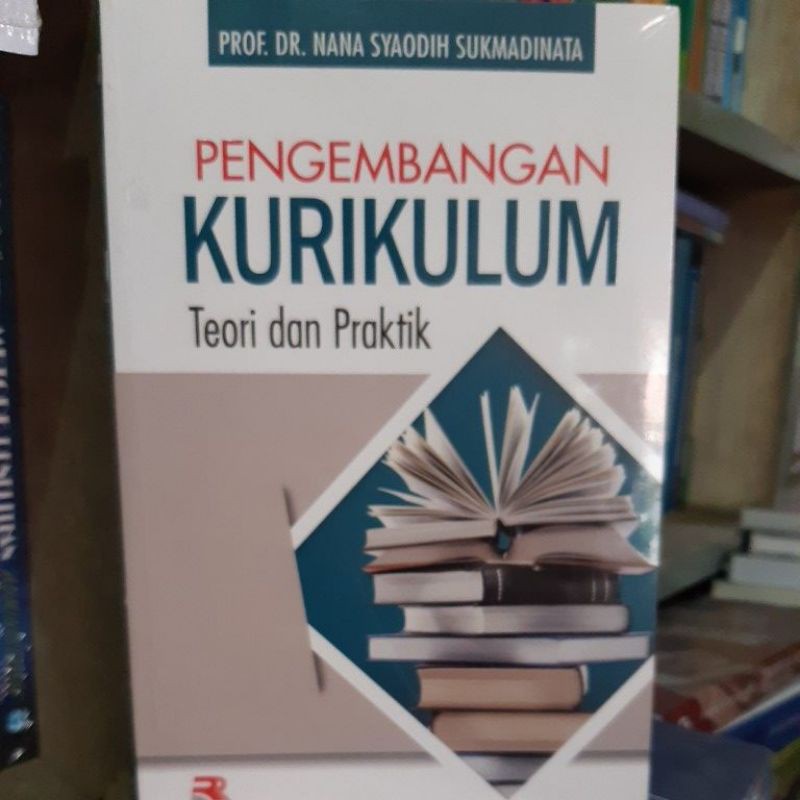 PROF. DR. NANA SYAODIH SUKMADINATA
PENGEMBANGAN
KURIKULUM
Teori dan Praktik